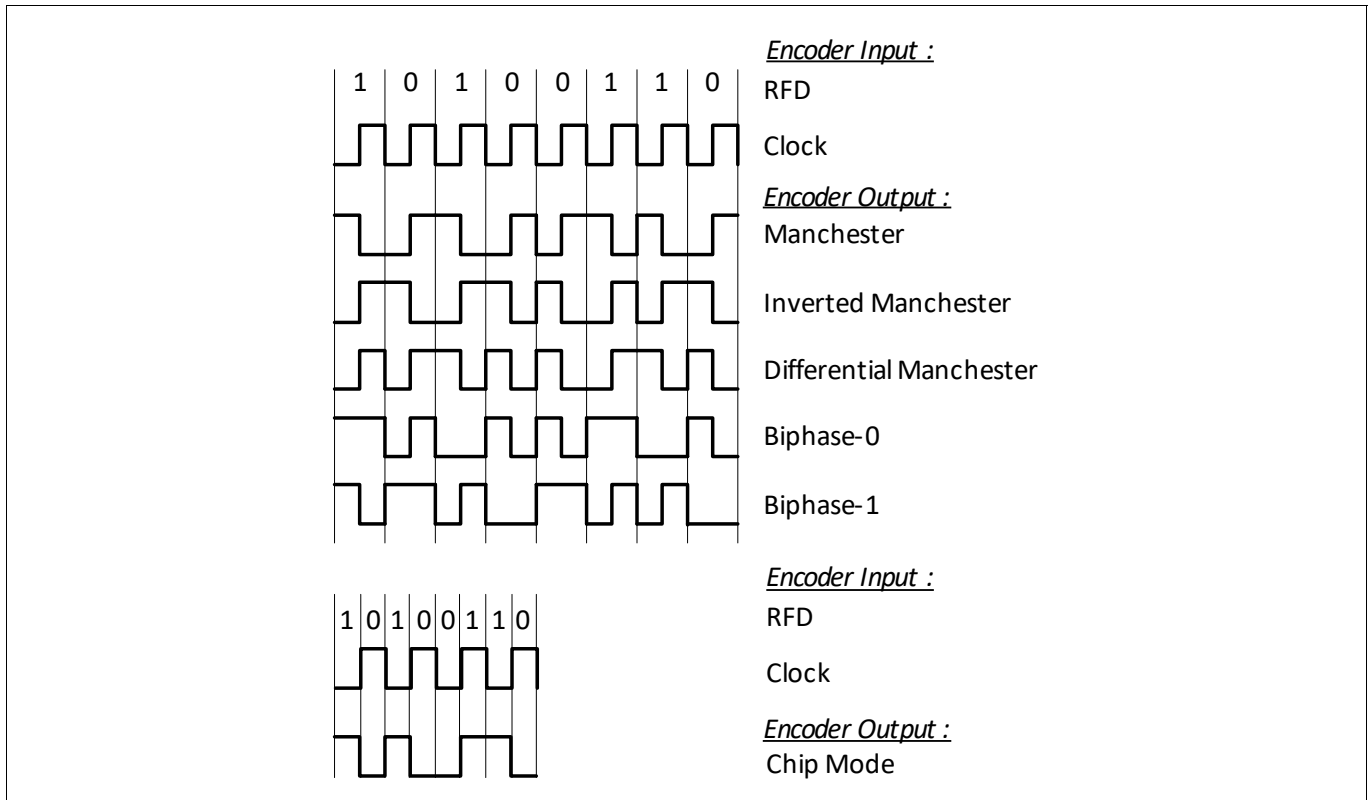 Encoder Input :
1 0 1 0 0 1 1 0 RFD
Clock
Encoder Output :
Manchester
Inverted Manchester
Differential Manchester
Biphase-0
Biphase-1
Encoder Input :
1 0 1 0 0 1 1 0 RFD
Clock
Encoder Output :
Chip Mode